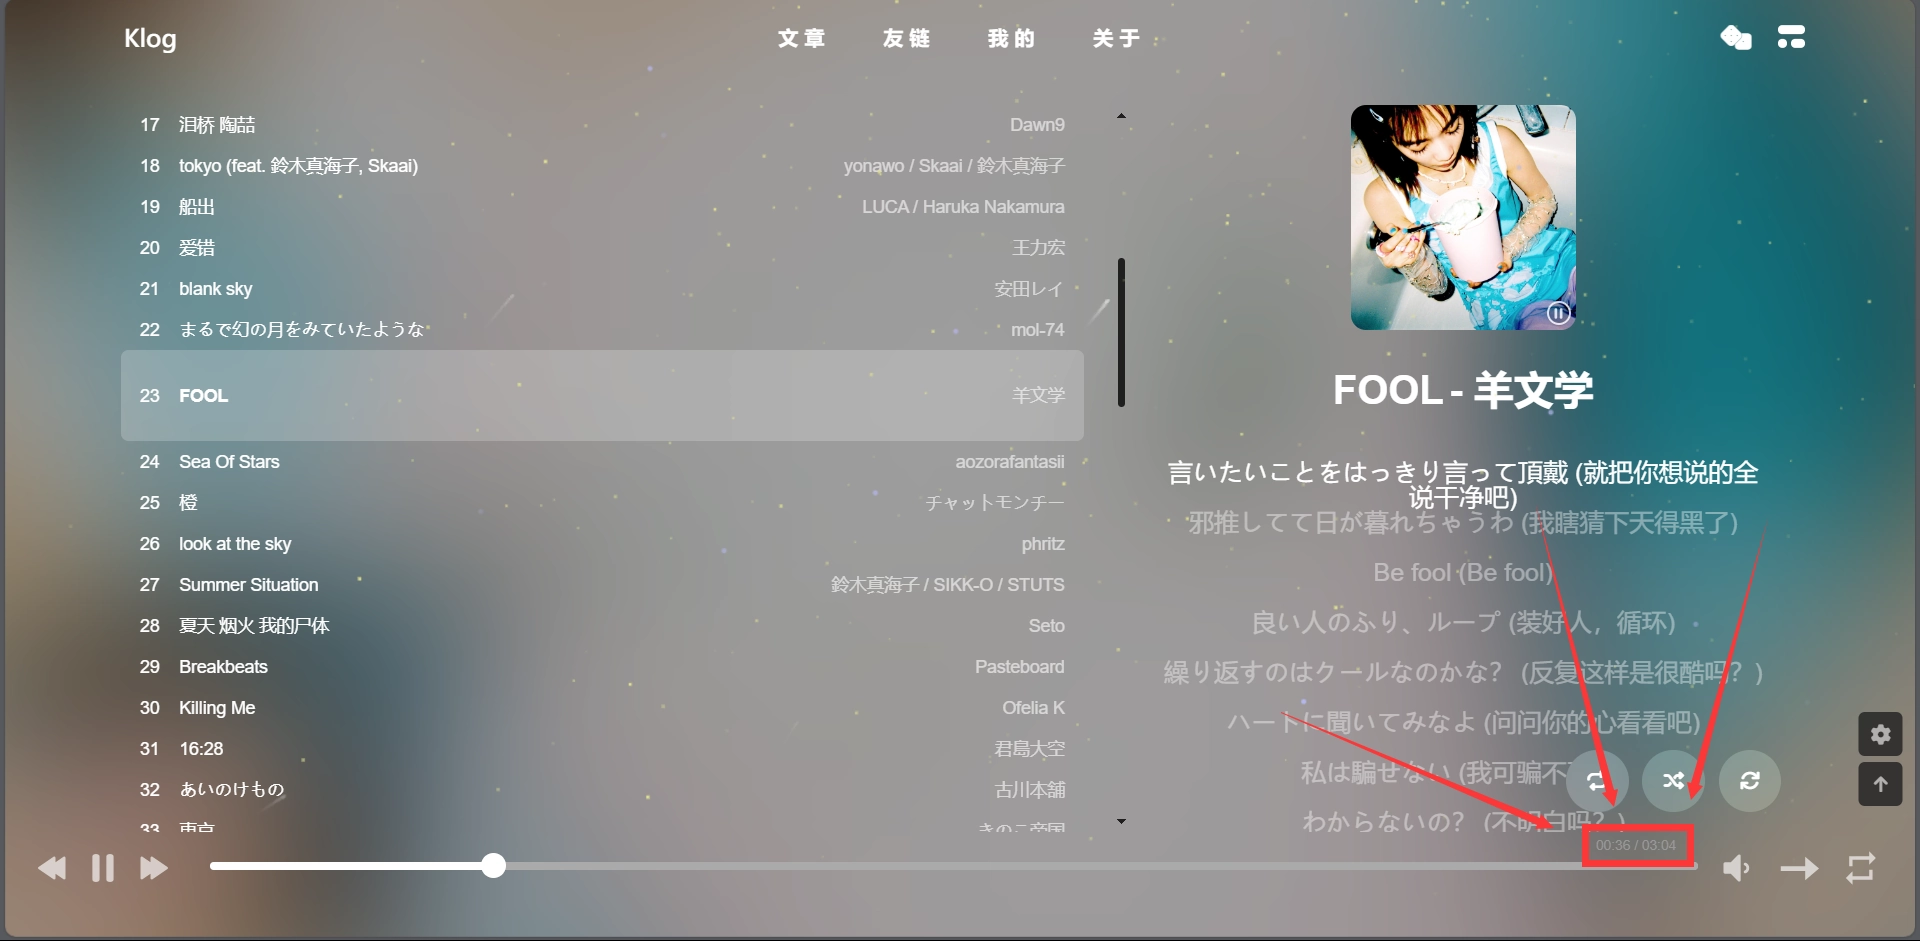 Klog
文章 友链 我的 关于
17 泪桥 陶喆 Dawn9
18 tokyo (feat. 鈴木真海子, Skaai) yonawo / Skaai / 鈴木真海子
19 船出 LUCA / Haruka Nakamura
20 爱错 王力宏
21 blank sky 安田レイ
22 まるで幻の月をみていたような mol-74
23 FOOL 羊文学
24 Sea Of Stars aozorafantasii
25 橙 チャットモンチー
26 look at the sky phritz
27 Summer Situation 鈴木真海子 / SIKK-O / STUTS
28 夏天 烟火 我的尸体 Seto
29 Breakbeats Pasteboard
30 Killing Me Ofelia K
31 16:28 君島大空
32 あいのけもの 古川本舗
33 東京 きのこ帝国
FOOL - 羊文学
言いたいことをはっきり言って頂戴 (就把你想说的全
说干净吧)
邪推してて日が暮れちゃうわ (我瞎猜下天得黑了)
Be fool (Be fool)
良い人のふり、ループ (装好人，循环)
繰り返すのはクールなのかな？ (反复这样是很酷吗？)
ハートに聞いてみなよ (问问你的心看看吧)
私は騙せない (我可骗不
わからないの？ (不明白吗？)
00:36 / 03:04